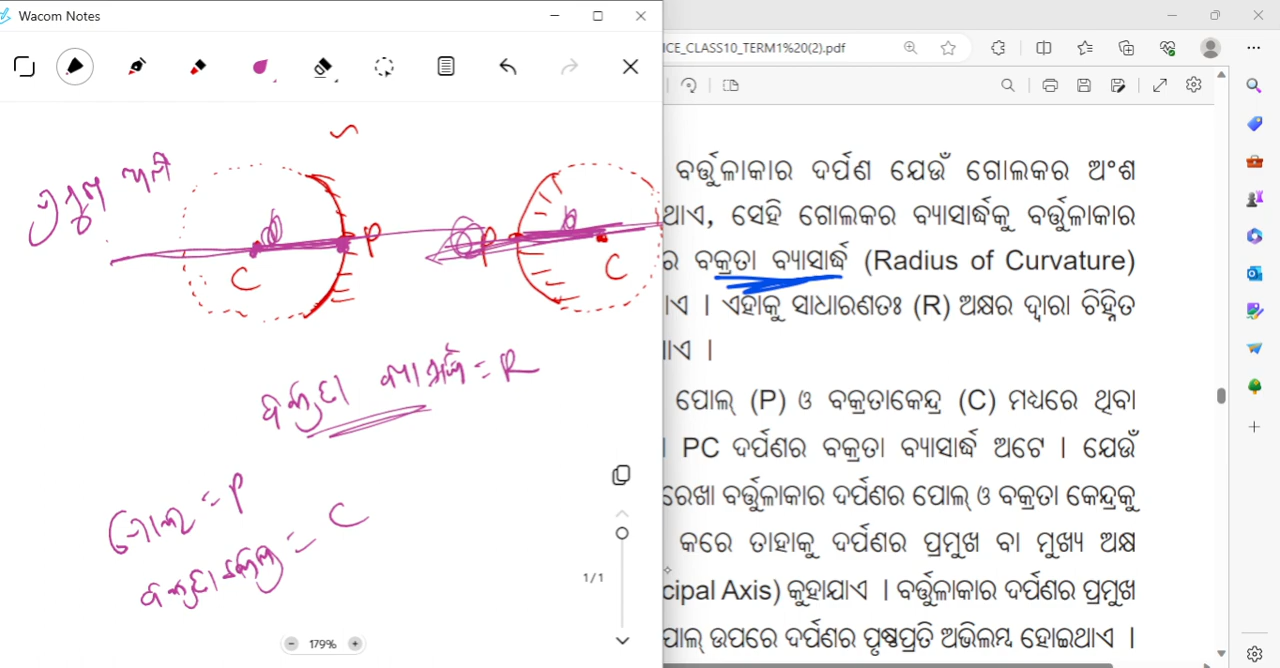 Wacom Notes
ICE_CLASS10_TERM1%20(2).pdf
ପ୍ରମୁଖ ଅକ୍ଷ
P
P
C
C
ବକ୍ରତା ବ୍ୟାସାର୍ଦ୍ଧ = R
ପୋଲ = P
ବକ୍ରତା କେନ୍ଦ୍ର = C
1/1
179%
ବର୍ତ୍ତୁଳାକାର ଦର୍ପଣ ଯେଉଁ ଗୋଲକର ଅଂଶ
ଥାଏ, ସେହି ଗୋଲକର ବ୍ୟାସାର୍ଦ୍ଧକୁ ବର୍ତ୍ତୁଳାକାର
ର ବକ୍ରତା ବ୍ୟାସାର୍ଦ୍ଧ (Radius of Curvature)
ଯାଏ । ଏହାକୁ ସାଧାରଣତଃ (R) ଅକ୍ଷର ଦ୍ୱାରା ଚିହ୍ନିତ
ଯାଏ ।
ପୋଲ୍ (P) ଓ ବକ୍ରତାକେନ୍ଦ୍ର (C) ମଧ୍ୟରେ ଥିବା
। PC ଦର୍ପଣର ବକ୍ରତା ବ୍ୟାସାର୍ଦ୍ଧ ଅଟେ । ଯେଉଁ
ରେଖା ବର୍ତ୍ତୁଳାକାର ଦର୍ପଣର ପୋଲ୍ ଓ ବକ୍ରତା କେନ୍ଦ୍ରକୁ
କରେ ତାହାକୁ ଦର୍ପଣର ପ୍ରମୁଖ ବା ମୁଖ୍ୟ ଅକ୍ଷ
cipal Axis) କୁହାଯାଏ । ବର୍ତ୍ତୁଳାକାର ଦର୍ପଣର ପ୍ରମୁଖ
ପୋଲ୍ ଉପରେ ଦର୍ପଣର ପୃଷ୍ଠପ୍ରତି ଅଭିଲମ୍ବ ହୋଇଥାଏ ।